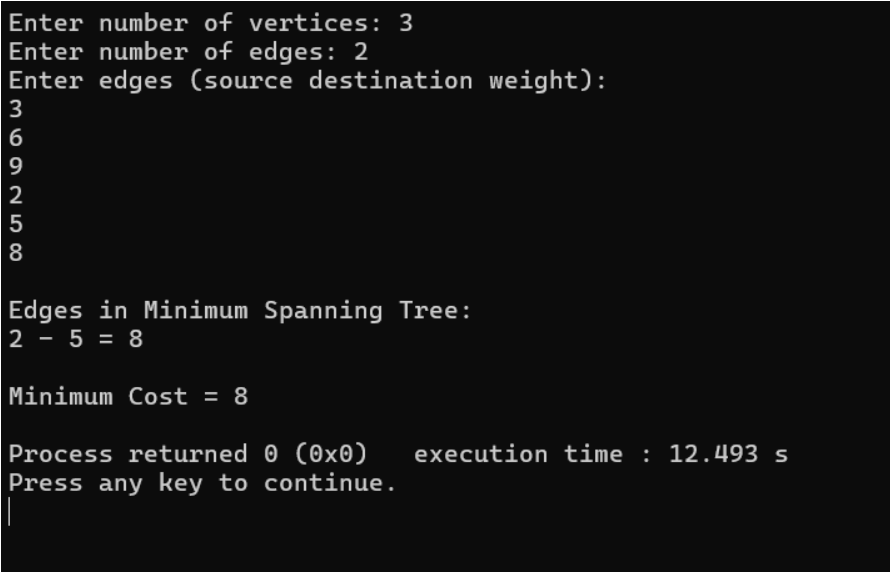 Enter number of vertices: 3
Enter number of edges: 2
Enter edges (source destination weight):
3
6
9
2
5
8
Edges in Minimum Spanning Tree:
2 - 5 = 8
Minimum Cost = 8
Process returned 0 (0x0)   execution time : 12.493 s
Press any key to continue.